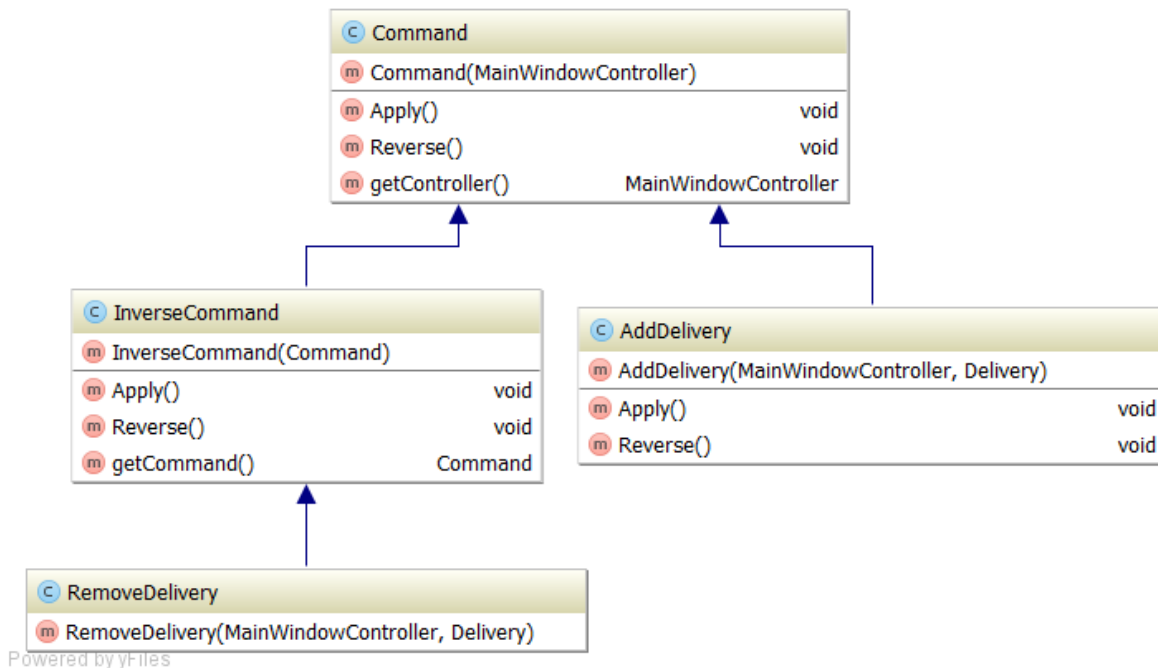 Command
Command(MainWindowController)
Apply() void
Reverse() void
getController() MainWindowController
InverseCommand
InverseCommand(Command)
Apply() void
Reverse() void
getCommand() Command
AddDelivery
AddDelivery(MainWindowController, Delivery)
Apply() void
Reverse() void
RemoveDelivery
RemoveDelivery(MainWindowController, Delivery)
Powered by yFiles